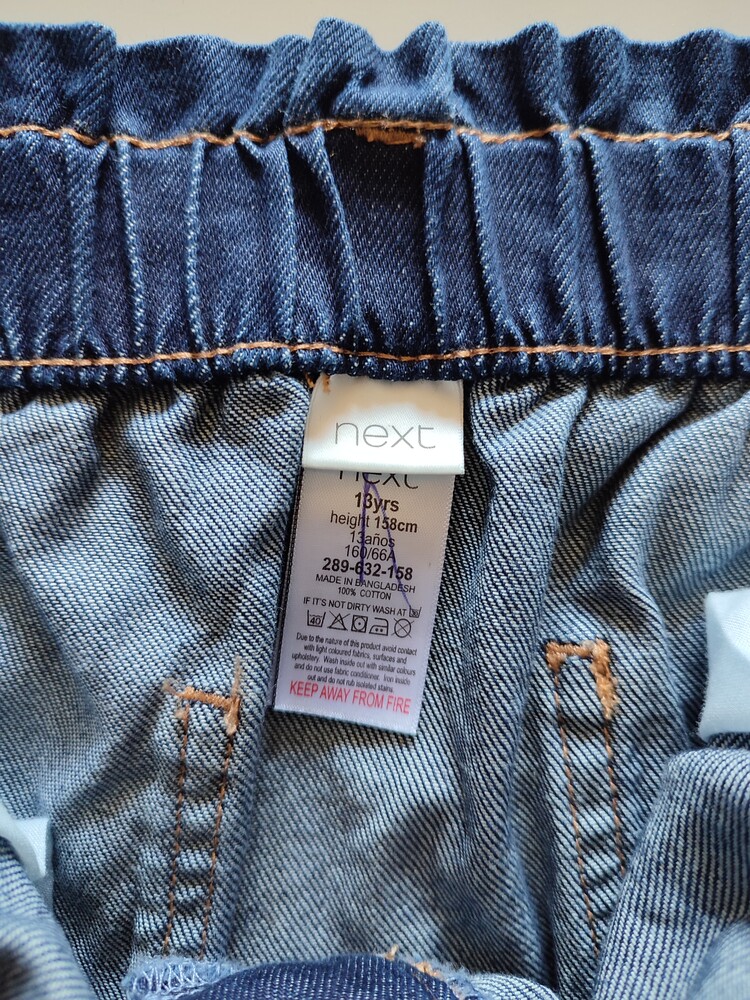 next
next
13yrs
height 158cm
13años
160/66A
289-632-158
MADE IN BANGLADESH
100% COTTON
IF IT'S NOT DIRTY WASH AT 30
40
Due to the nature of this product avoid contact
with light coloured fabrics, surfaces and
upholstery. Wash inside out with similar colours
and do not use fabric conditioner. Iron inside
out and do not rub isolated stains.
KEEP AWAY FROM FIRE